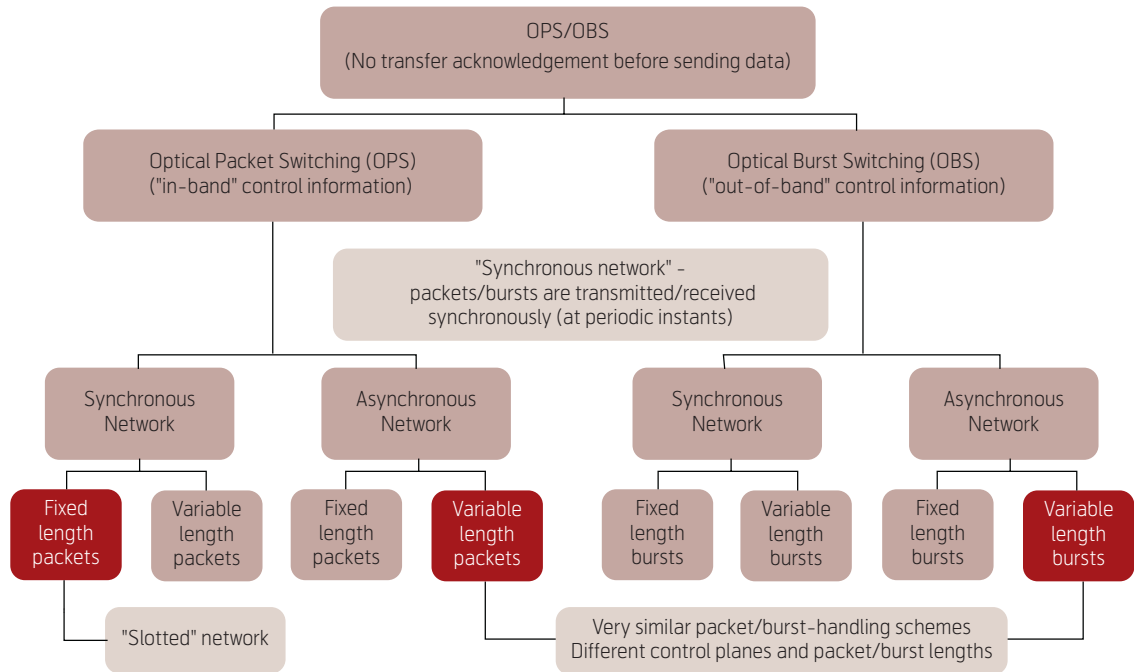 OPS/OBS
(No transfer acknowledgement before sending data)
Optical Packet Switching (OPS)
("in-band" control information)
Optical Burst Switching (OBS)
("out-of-band" control information)
"Synchronous network" -
packets/bursts are transmitted/received
synchronously (at periodic instants)
Synchronous
Network
Asynchronous
Network
Synchronous
Network
Asynchronous
Network
Fixed
length
packets
Variable
length
packets
Fixed
length
packets
Variable
length
packets
Fixed
length
bursts
Variable
length
bursts
Fixed
length
bursts
Variable
length
bursts
"Slotted" network
Very similar packet/burst-handling schemes
Different control planes and packet/burst lengths